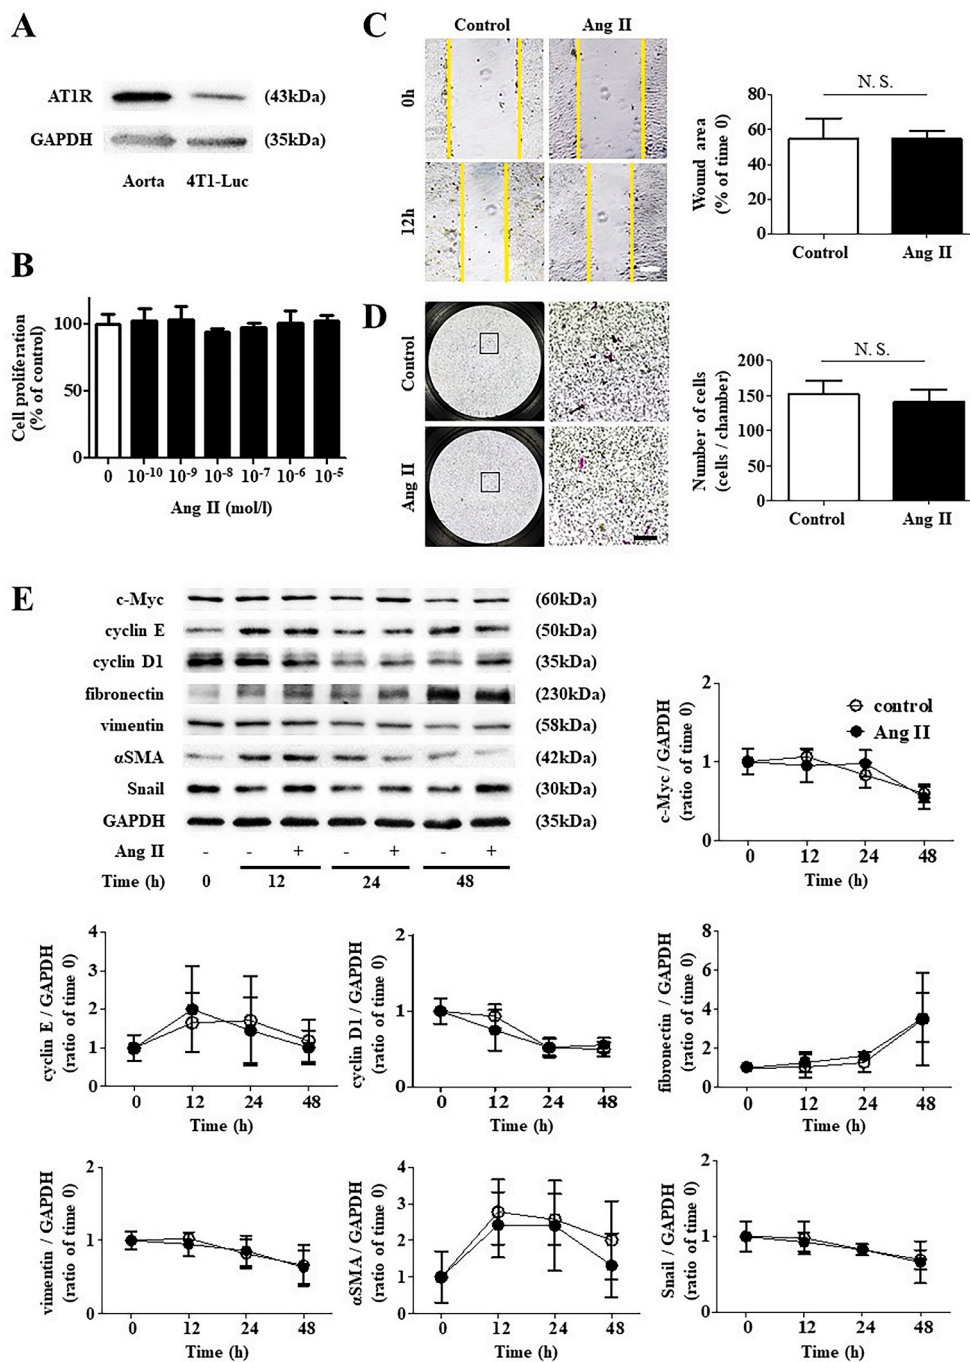 A
AT1R (43kDa)
GAPDH (35kDa)
Aorta 4T1-Luc
B
Cell proliferation
(% of control)
100
50
0
0 10-10 10-9 10-8 10-7 10-6 10-5
Ang II (mol/l)
C
Control Ang II
0h
12h
N. S.
Wound area
(% of time 0)
80
60
40
20
0
Control Ang II
D
Control
Ang II
N. S.
Number of cells
(cells / chamber)
200
150
100
50
0
Control Ang II
E
c-Myc (60kDa)
cyclin E (50kDa)
cyclin D1 (35kDa)
fibronectin (230kDa)
vimentin (58kDa)
αSMA (42kDa)
Snail (30kDa)
GAPDH (35kDa)
Ang II - - + - + - +
Time (h) 0 12 24 48
c-Myc / GAPDH
(ratio of time 0)
2
1
0
control
Ang II
0 12 24 48
Time (h)
cyclin E / GAPDH
(ratio of time 0)
4
3
2
1
0
0 12 24 48
Time (h)
cyclin D1 / GAPDH
(ratio of time 0)
2
1
0
0 12 24 48
Time (h)
fibronectin / GAPDH
(ratio of time 0)
8
6
4
2
0
0 12 24 48
Time (h)
vimentin / GAPDH
(ratio of time 0)
2
1
0
0 12 24 48
Time (h)
αSMA / GAPDH
(ratio of time 0)
4
3
2
1
0
0 12 24 48
Time (h)
Snail / GAPDH
(ratio of time 0)
2
1
0
0 12 24 48
Time (h)